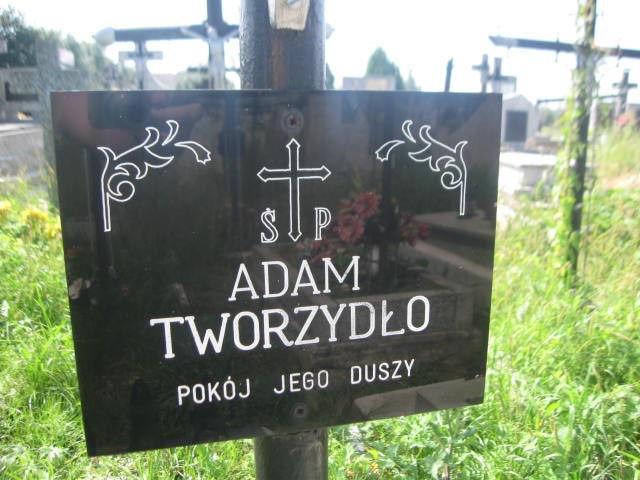 Ś P
ADAM
TWORZYDŁO
POKÓJ JEGO DUSZY